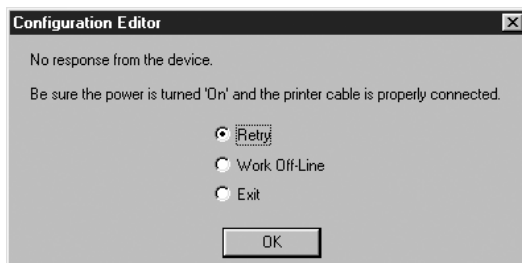 Configuration Editor
No response from the device.
Be sure the power is turned 'On' and the printer cable is properly connected.
Retry
Work Off-Line
Exit
OK